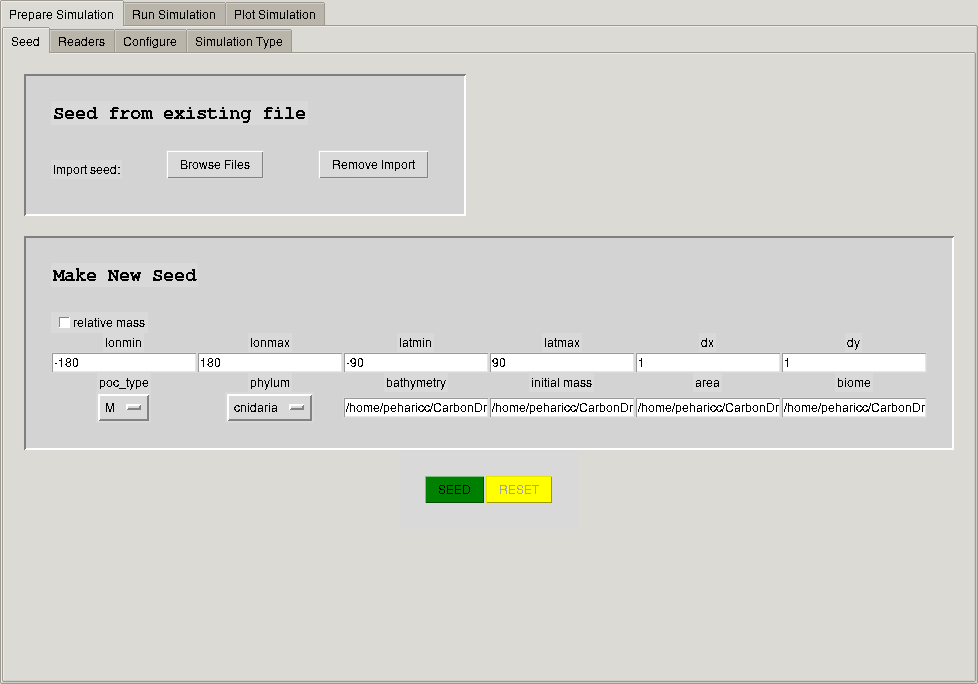 Prepare Simulation Run Simulation Plot Simulation
Seed Readers Configure Simulation Type
Seed from existing file
Import seed: Browse Files Remove Import
Make New Seed
relative mass
lonmin lonmax latmin latmax dx dy
-180 180 -90 90 1 1
poc_type phylum bathymetry initial mass area biome
M cnidaria /home/peharicc/CarbonDr /home/peharicc/CarbonDr /home/peharicc/CarbonDr /home/peharicc/CarbonDr
SEED RESET